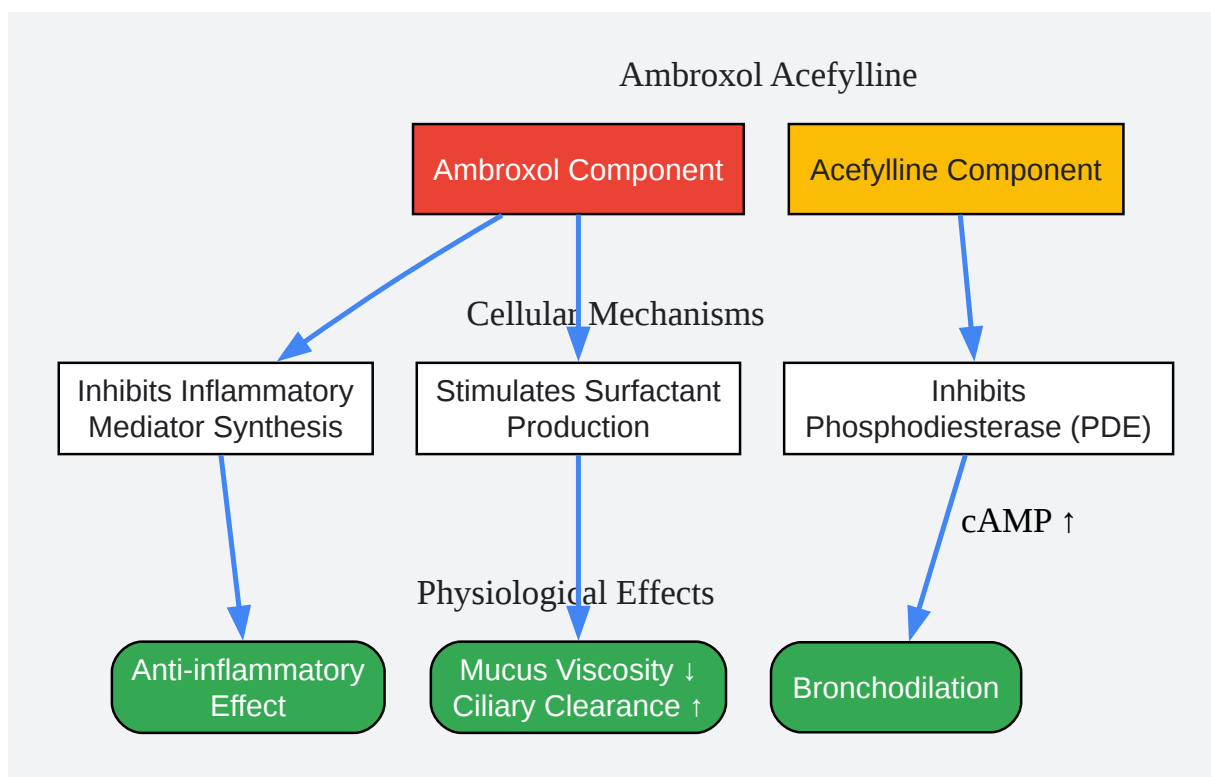 Ambroxol Acefylline
Ambroxol Component
Acefylline Component
Cellular Mechanisms
Inhibits Inflammatory
Mediator Synthesis
Stimulates Surfactant
Production
Inhibits
Phosphodiesterase (PDE)
cAMP ↑
Physiological Effects
Anti-inflammatory
Effect
Mucus Viscosity ↓
Ciliary Clearance ↑
Bronchodilation